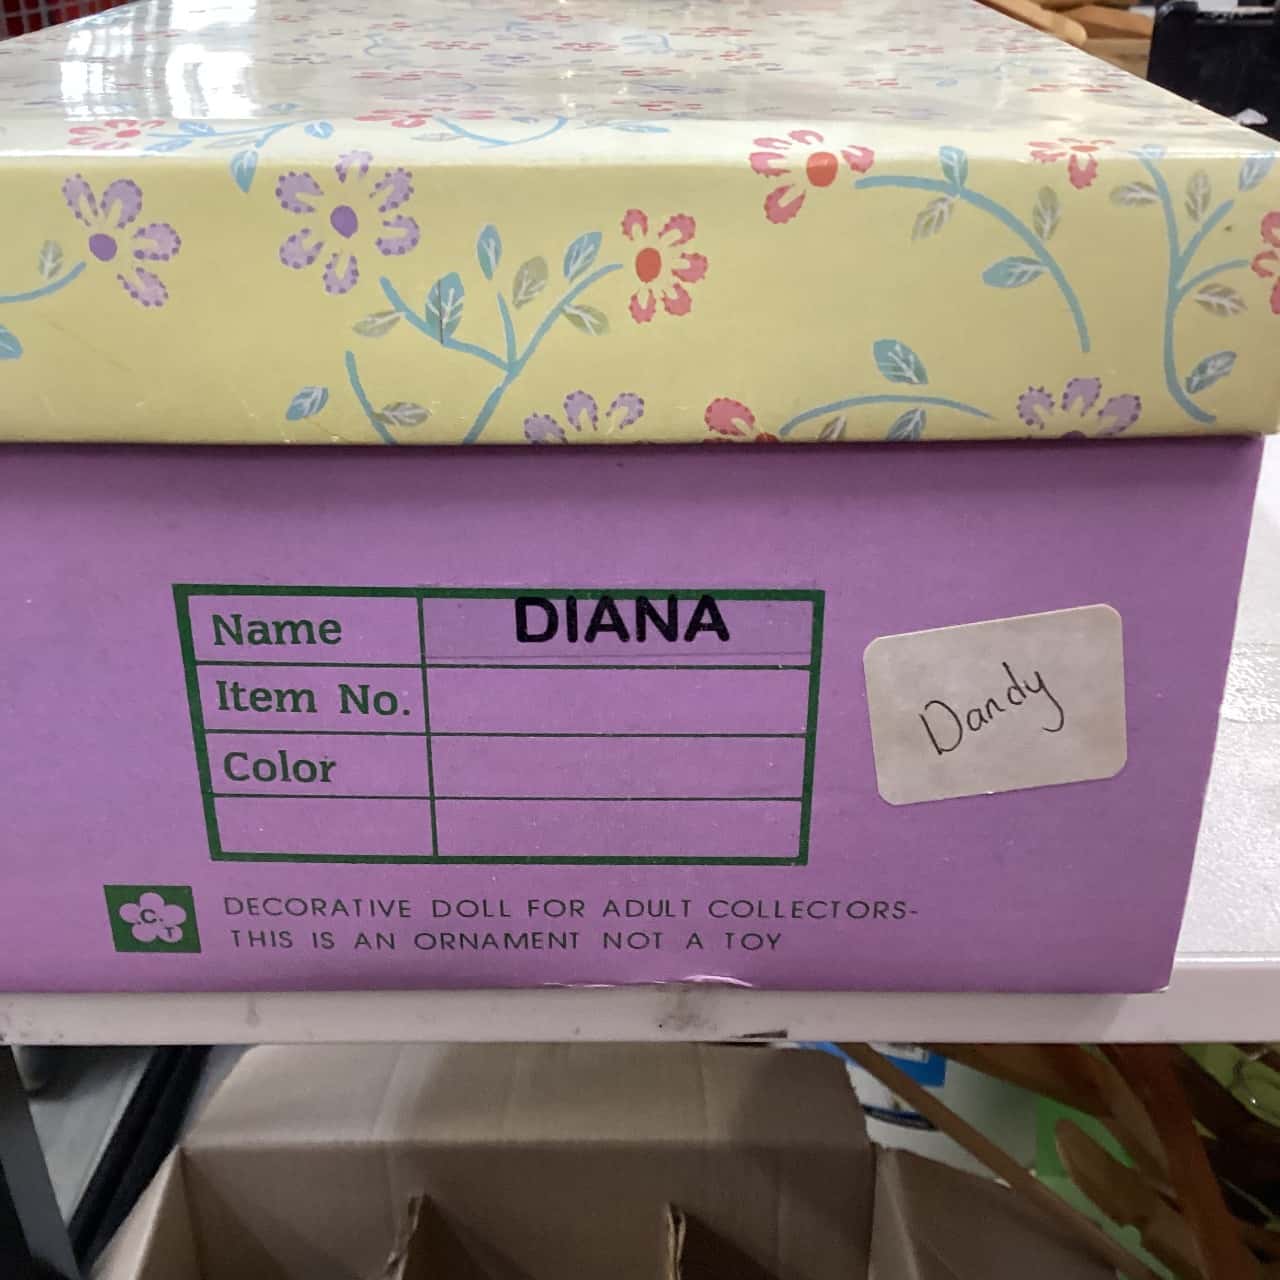 Name DIANA
Item No.
Color
Dandy
C.T
DECORATIVE DOLL FOR ADULT COLLECTORS-
THIS IS AN ORNAMENT NOT A TOY